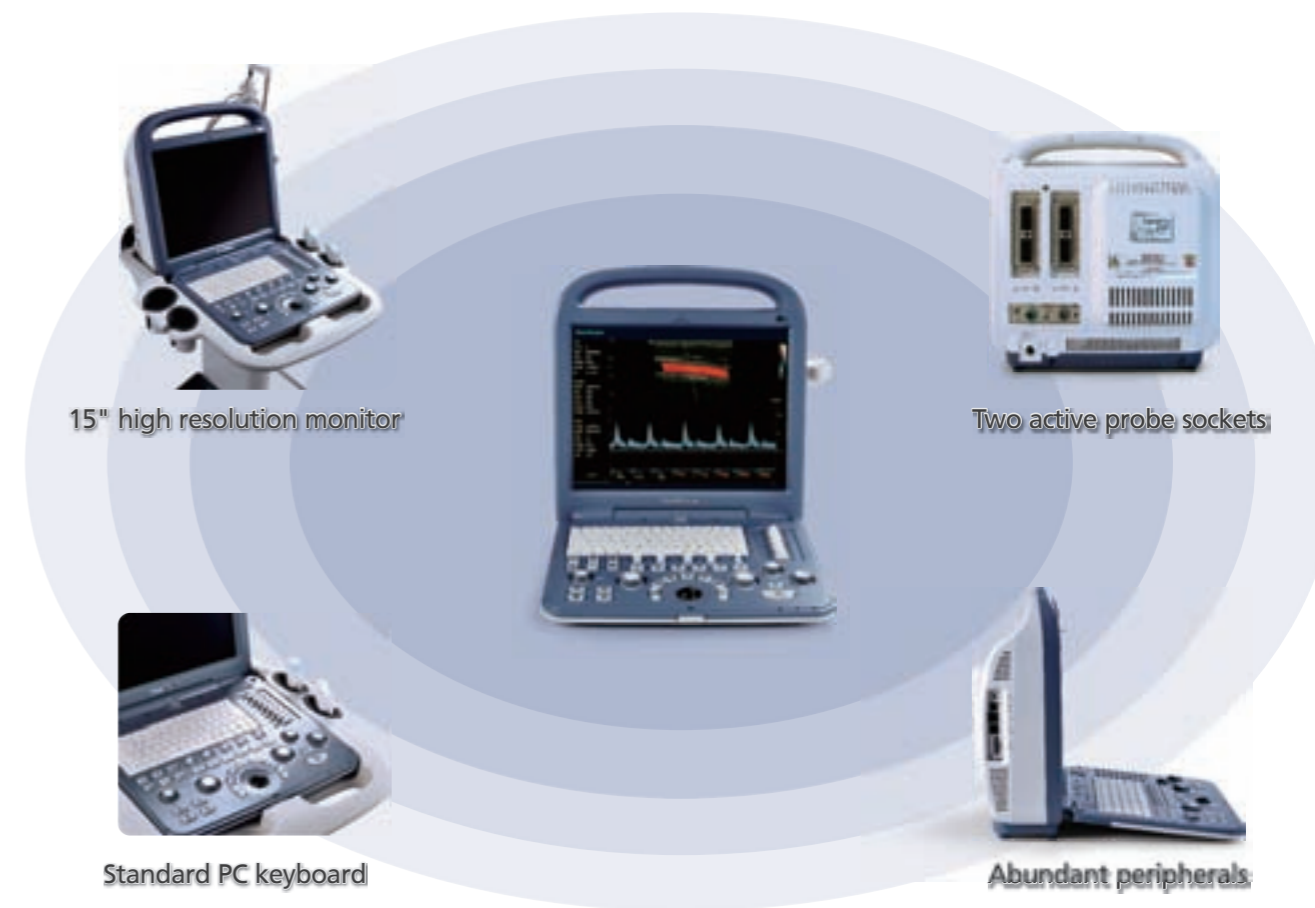 15" high resolution monitor
Two active probe sockets
Standard PC keyboard
Abundant peripherals